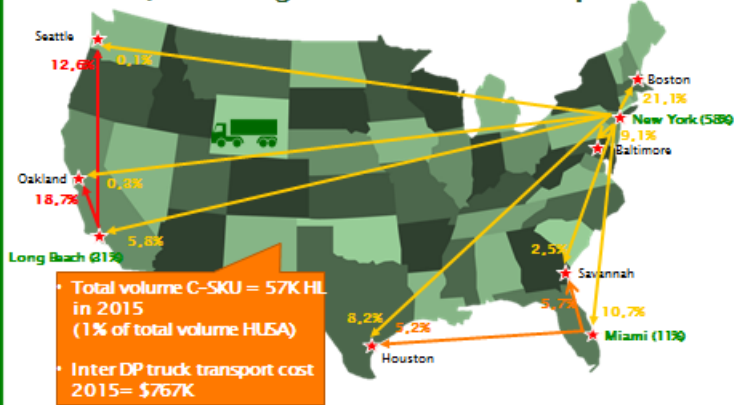 Seattle
12,6%
0,1%
Boston
21,1%
New York (58%)
9,1%
Baltimore
Oakland
0,3%
18,7%
5,8%
Long Beach (31%)
2,5%
Savannah
5,7%
• Total volume C-SKU = 57K HL
in 2015
(1% of total volume HUSA)
• Inter DP truck transport cost
2015= $767K
8,2%
5,2%
10,7%
Miami (11%)
Houston